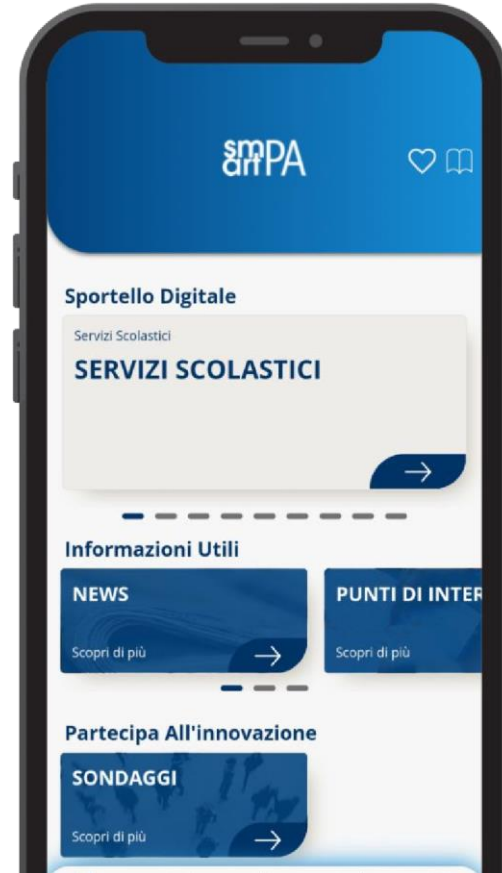 smartPA
Sportello Digitale
Servizi Scolastici
SERVIZI SCOLASTICI
Informazioni Utili
NEWS
Scopri di più
PUNTI DI INTER
Scopri di più
Partecipa All'innovazione
SONDAGGI
Scopri di più